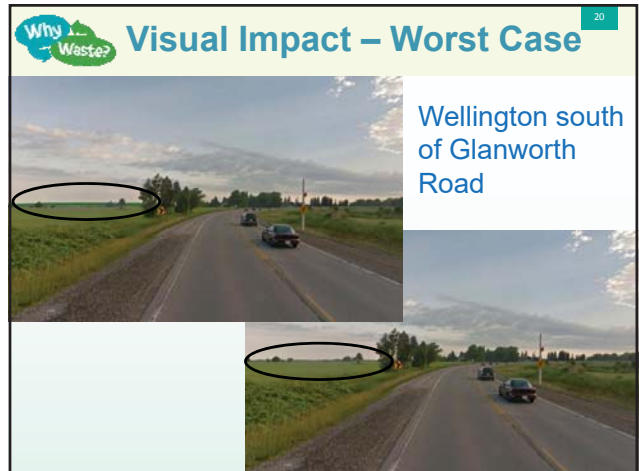 Why
Waste?
Visual Impact – Worst Case
20
Wellington south
of Glanworth
Road